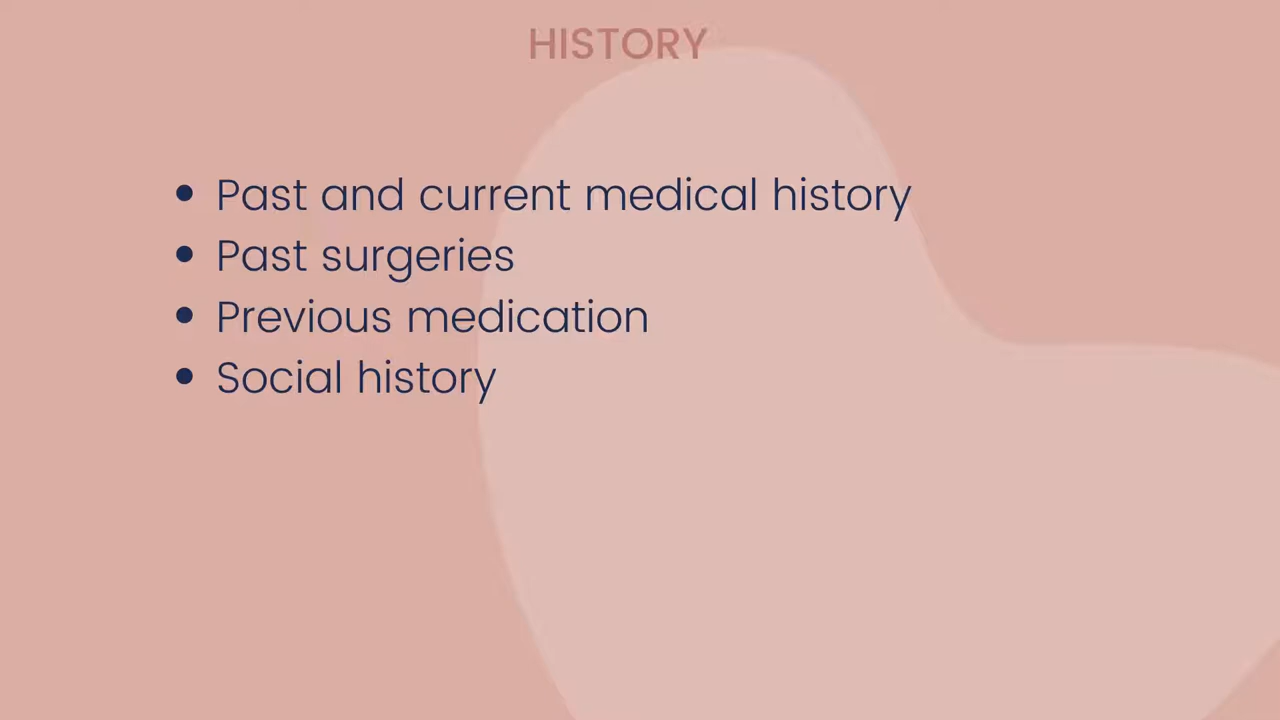 HISTORY
• Past and current medical history
• Past surgeries
• Previous medication
• Social history